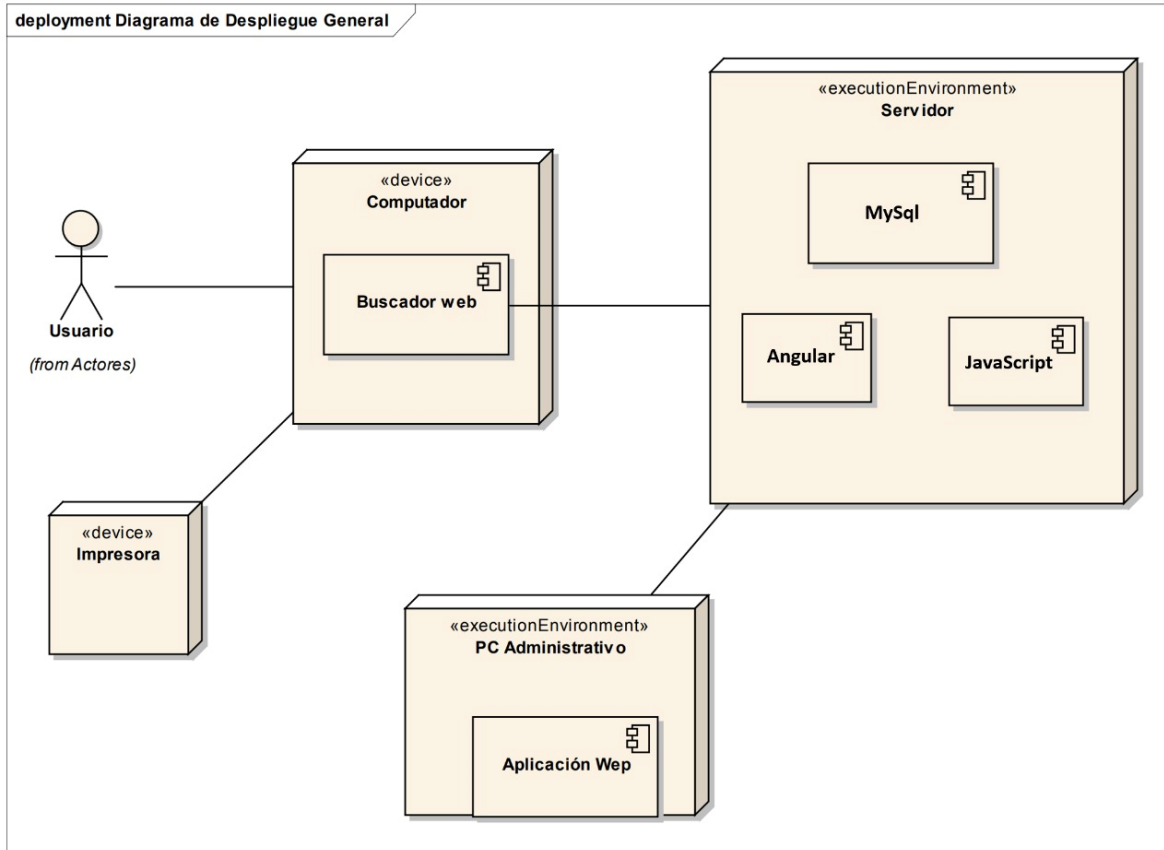 deployment Diagrama de Despliegue General
«executionEnvironment»
Servidor
MySql
Angular
JavaScript
«device»
Computador
Buscador web
Usuario
(from Actores)
«device»
Impresora
«executionEnvironment»
PC Administrativo
Aplicación Wep